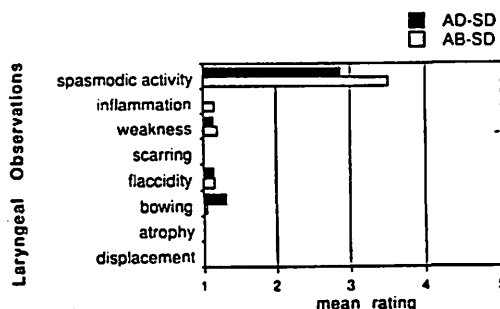 AD-SD
AB-SD
Laryngeal Observations
spasmodic activity
inflammation
weakness
scarring
flaccidity
bowing
atrophy
displacement
1 2 3 4 5
mean rating